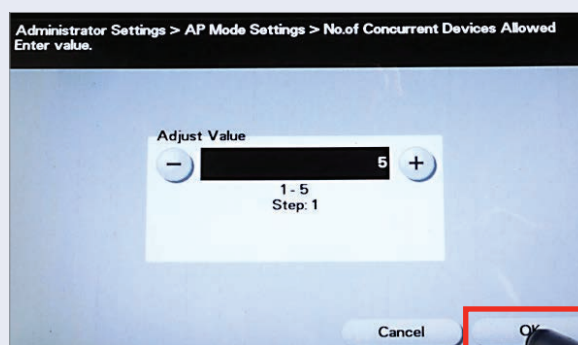 Administrator Settings > AP Mode Settings > No.of Concurrent Devices Allowed
Enter value.
Adjust Value
− 5 +
1 - 5
Step: 1
Cancel OK